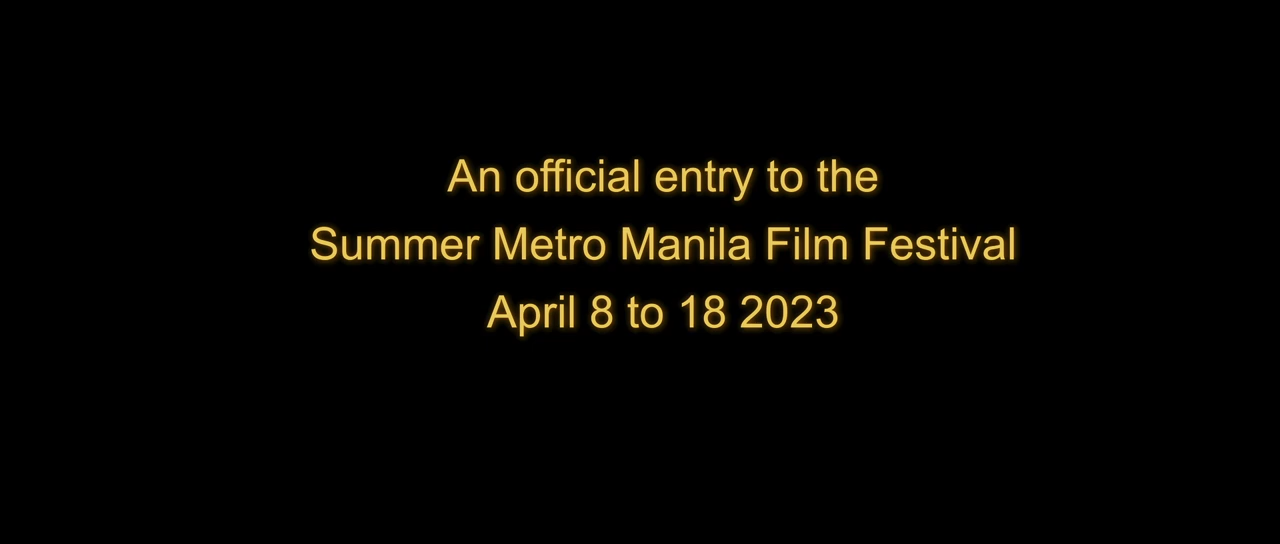 An official entry to the
Summer Metro Manila Film Festival
April 8 to 18 2023